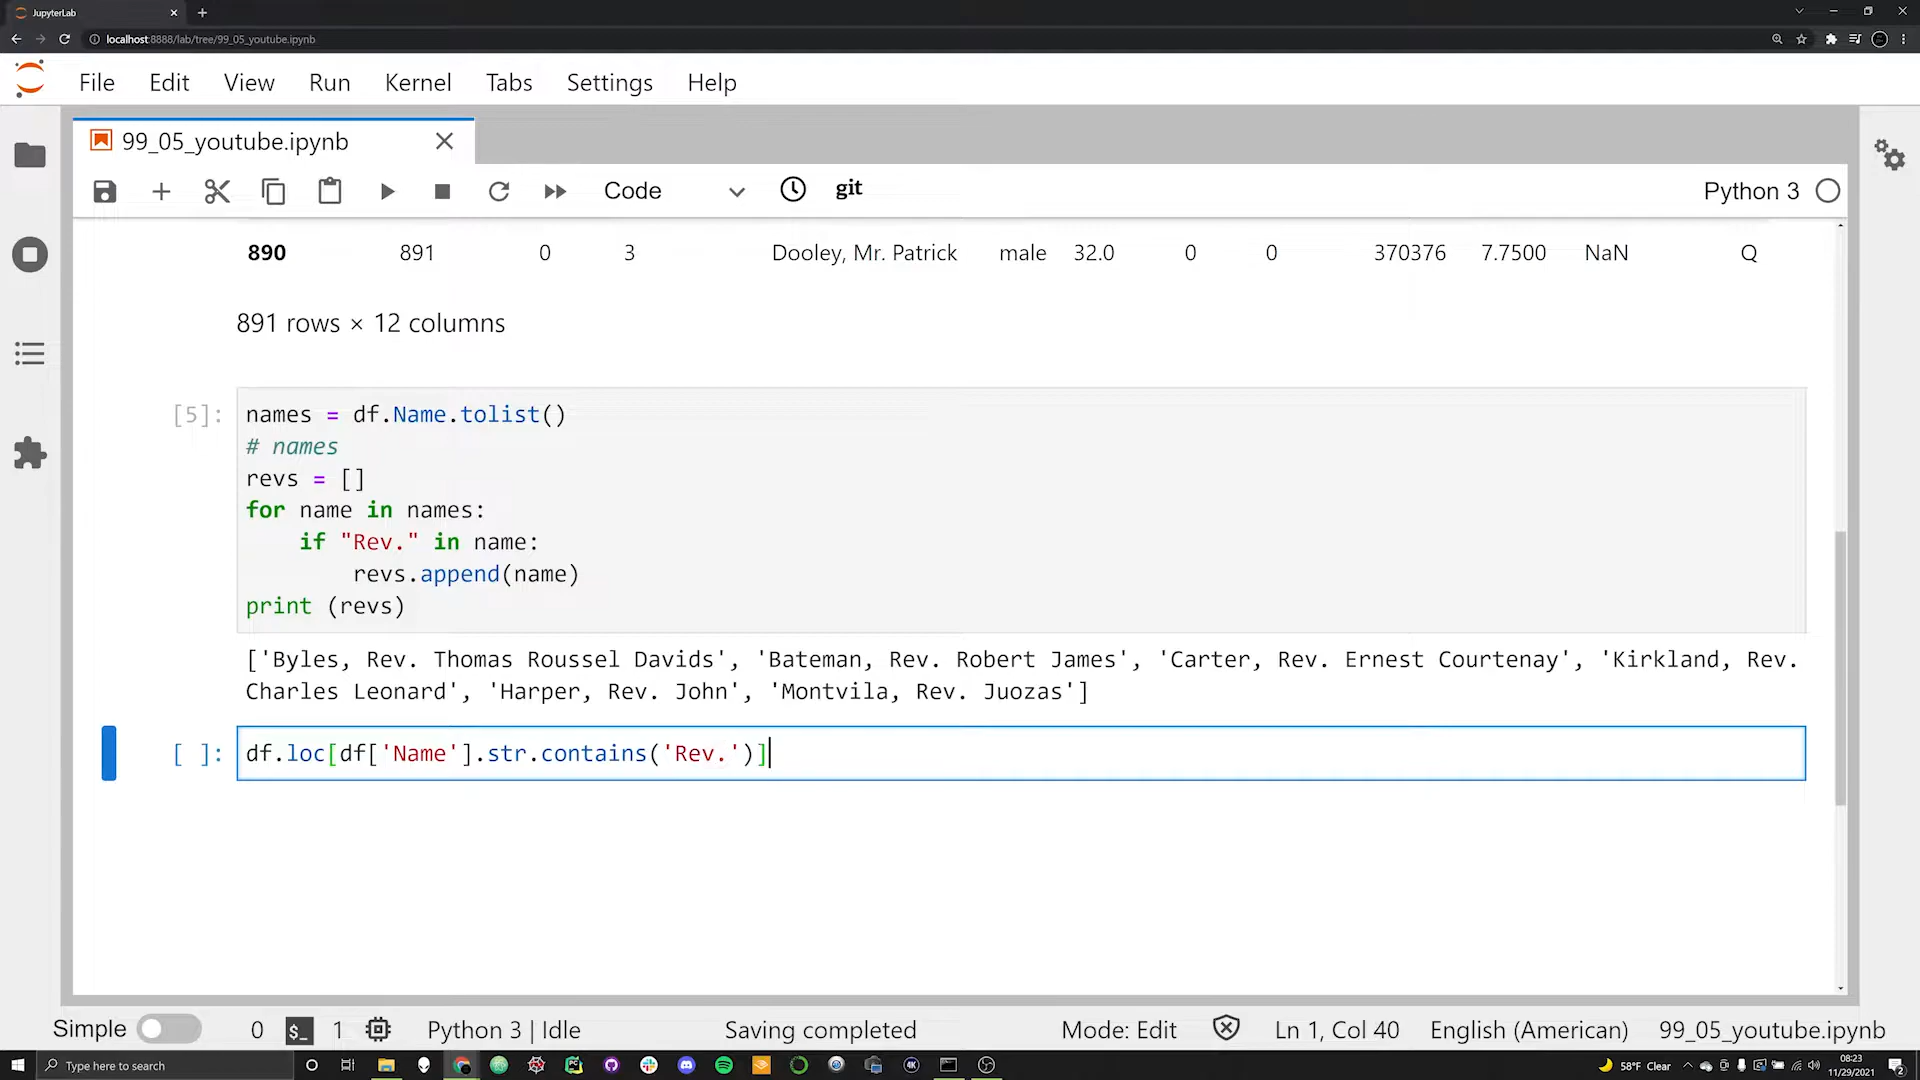 JupyterLab
localhost:8888/lab/tree/99_05_youtube.ipynb
File Edit View Run Kernel Tabs Settings Help
99_05_youtube.ipynb
Code git Python 3
890 891 0 3 Dooley, Mr. Patrick male 32.0 0 0 370376 7.7500 NaN Q
891 rows × 12 columns
[5]: names = df.Name.tolist()
# names
revs = []
for name in names:
if "Rev." in name:
revs.append(name)
print (revs)
['Byles, Rev. Thomas Roussel Davids', 'Bateman, Rev. Robert James', 'Carter, Rev. Ernest Courtenay', 'Kirkland, Rev.
Charles Leonard', 'Harper, Rev. John', 'Montvila, Rev. Juozas']
[ ]: df.loc[df['Name'].str.contains('Rev.')]
Simple 0 $_ 1 Python 3 | Idle Saving completed Mode: Edit Ln 1, Col 40 English (American) 99_05_youtube.ipynb
Type here to search 58°F Clear 08:23
11/29/2021 2